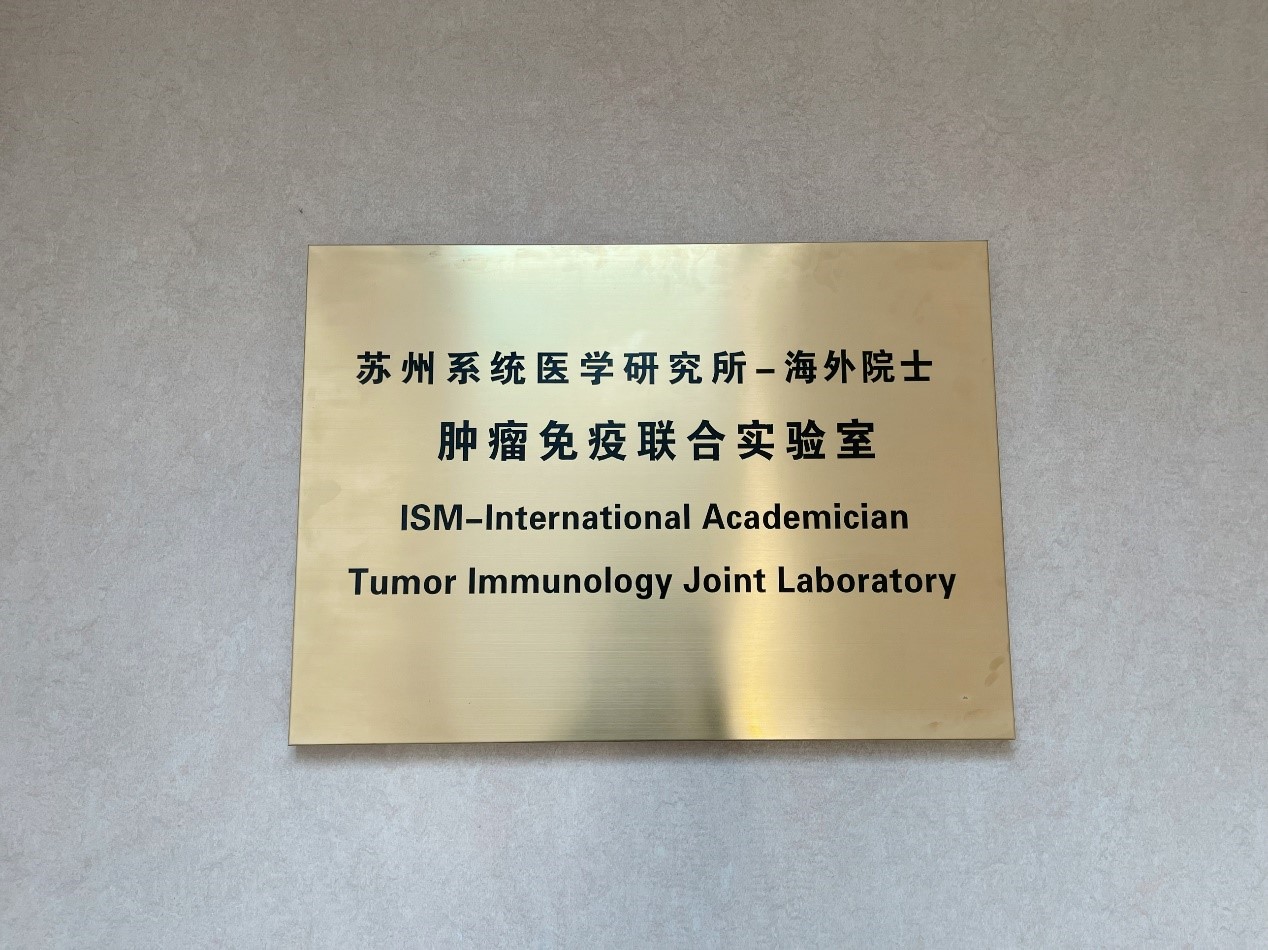 苏州系统医学研究所-海外院士
肿瘤免疫联合实验室
ISM-International Academician
Tumor Immunology Joint Laboratory